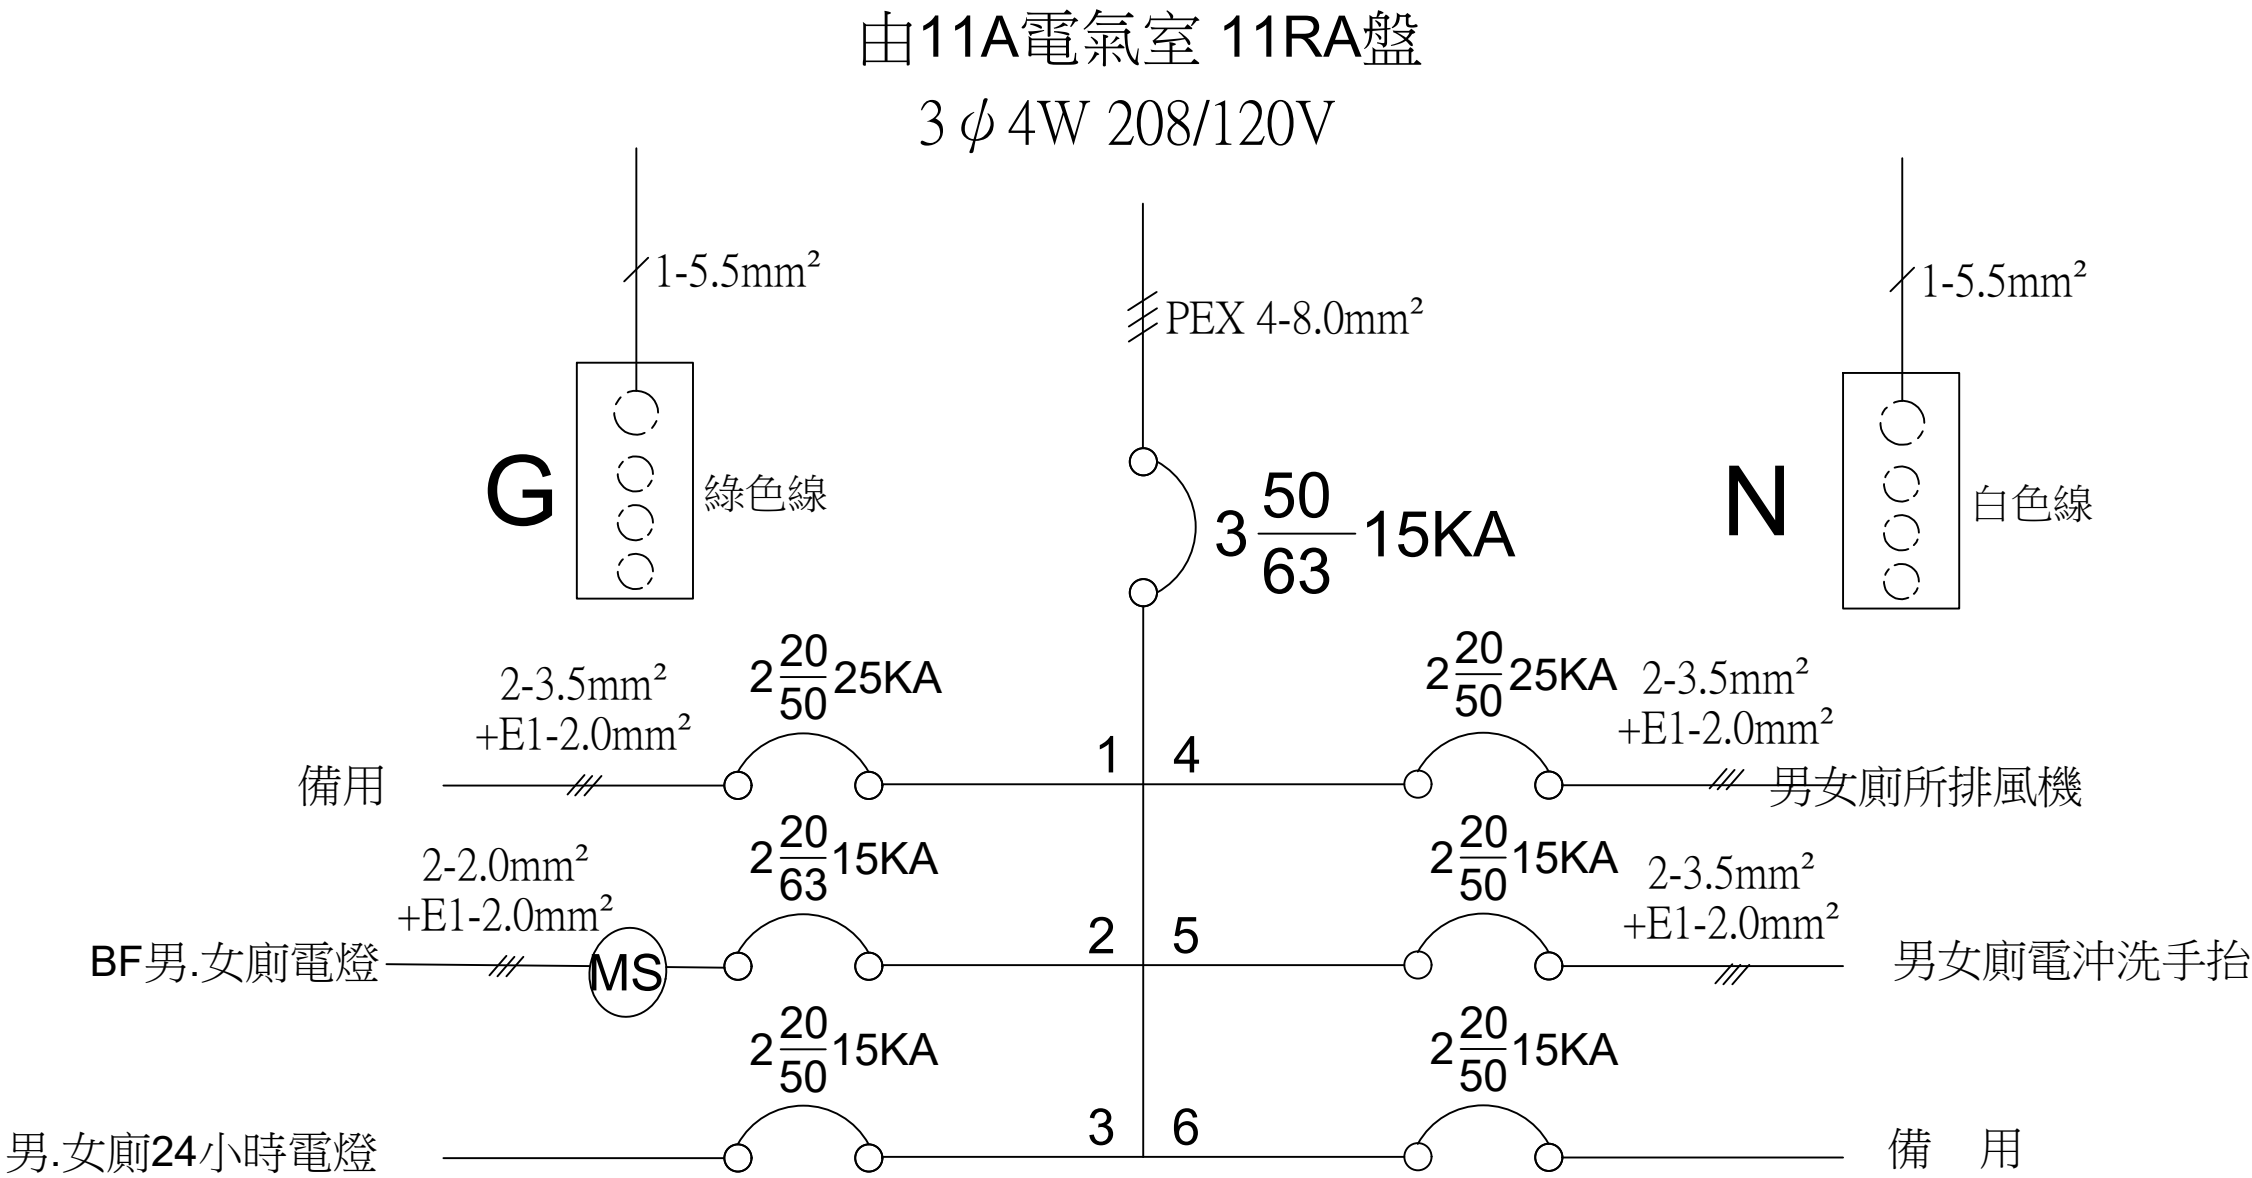 由11A電氣室 11RA盤
3ψ4W 208/120V
1-5.5mm²
PEX 4-8.0mm²
1-5.5mm²
G
綠色線
3 50/63 15KA
N
白色線
2-3.5mm²
+E1-2.0mm²
備用
2 20/50 25KA
1
4
2 20/50 25KA
2-3.5mm²
+E1-2.0mm²
男女廁所排風機
2-2.0mm²
+E1-2.0mm²
BF男.女廁電燈
MS
2 20/63 15KA
2
5
2 20/50 15KA
2-3.5mm²
+E1-2.0mm²
男女廁電沖洗手抬
男.女廁24小時電燈
2 20/50 15KA
3
6
2 20/50 15KA
備 用